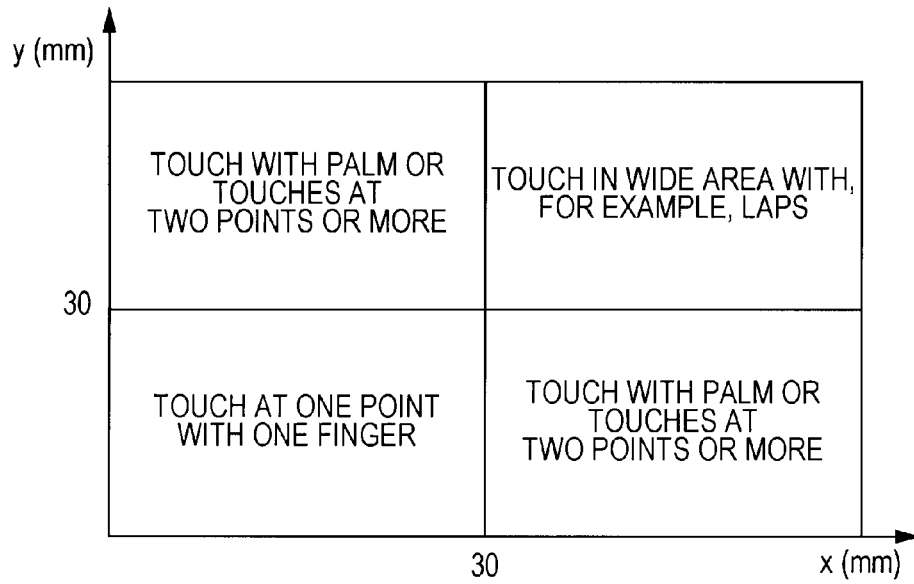 y (mm)
TOUCH WITH PALM OR
TOUCHES AT
TWO POINTS OR MORE
TOUCH IN WIDE AREA WITH,
FOR EXAMPLE, LAPS
30
TOUCH AT ONE POINT
WITH ONE FINGER
TOUCH WITH PALM OR
TOUCHES AT
TWO POINTS OR MORE
30
x (mm)